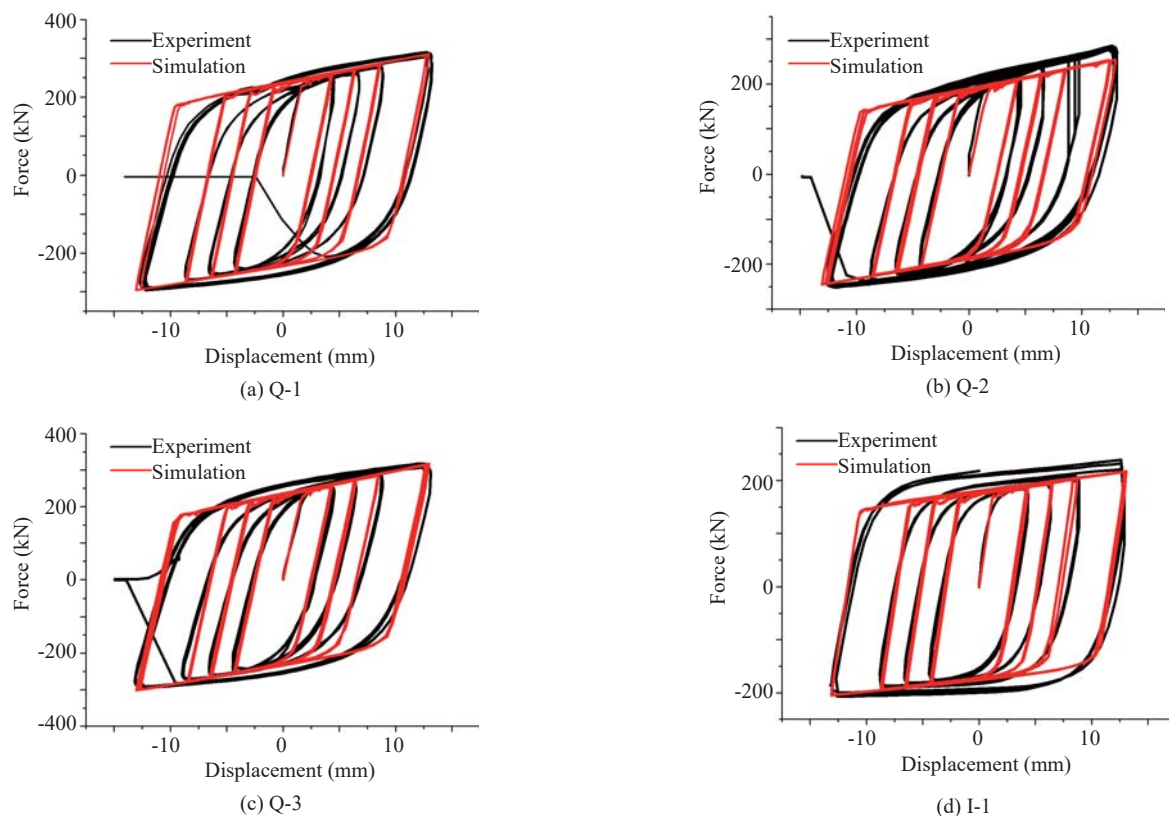 400
Experiment
Simulation
200
0
-200
Force (kN)
-10
0
10
Displacement (mm)
(a) Q-1
Experiment
Simulation
200
0
-200
Force (kN)
-10
0
10
Displacement (mm)
(b) Q-2
400
Experiment
Simulation
200
0
-200
-400
Force (kN)
-10
0
10
Displacement (mm)
(c) Q-3
Experiment
Simulation
200
0
-200
Force (kN)
-10
0
10
Displacement (mm)
(d) I-1